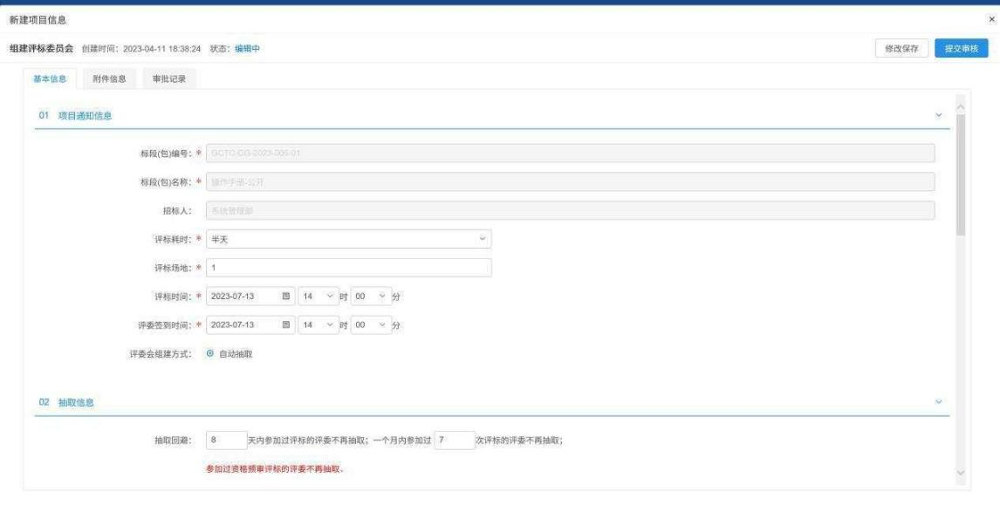 新建项目信息 ×
组建评标委员会 创建时间：2023-04-11 18:38:24 状态：编辑中 修改保存 提交审核
基本信息 附件信息 审批记录
01 项目通知信息
标段(包)编号：* GCTC-CG-2023-005-01
标段(包)名称：* 操作手册-公开
招标人： 系统管理部
评标耗时：* 半天
评标场地：* 1
评标时间：* 2023-07-13 14 时 00 分
评委签到时间：* 2023-07-13 14 时 00 分
评委会组建方式： 自动抽取
02 抽取信息
抽取回避： 8 天内参加过评标的评委不再抽取；一个月内参加过 7 次评标的评委不再抽取；
参加过资格预审评标的评委不再抽取。